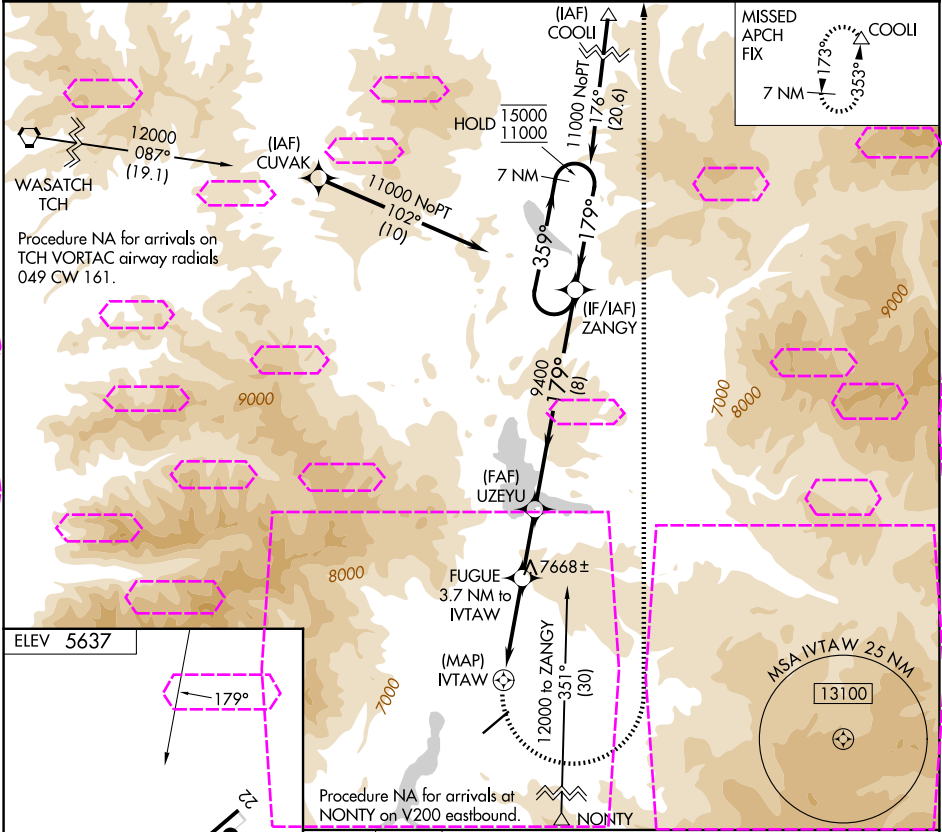 (IAF)
COOLI
MISSED
APCH
FIX
COOLI
173°
353°
7 NM
11000 NoPT
176°
(20.6)
HOLD 15000
11000
7 NM
12000
087°
(19.1)
WASATCH
TCH
(IAF)
CUVAK
11000 NoPT
102°
(10)
359°
179°
Procedure NA for arrivals on
TCH VORTAC airway radials
049 CW 161.
(IF/IAF)
ZANGY
9000
9400
179°
(8)
7000
8000
9000
(FAF)
UZEYU
8000
FUGUE
3.7 NM to
IVTAW
7668±
ELEV 5637
179°
(MAP)
IVTAW
7000
12000 to ZANGY
351°
(30)
MSA IVTAW 25 NM
13100
22
Procedure NA for arrivals at
NONTY on V200 eastbound.
NONTY